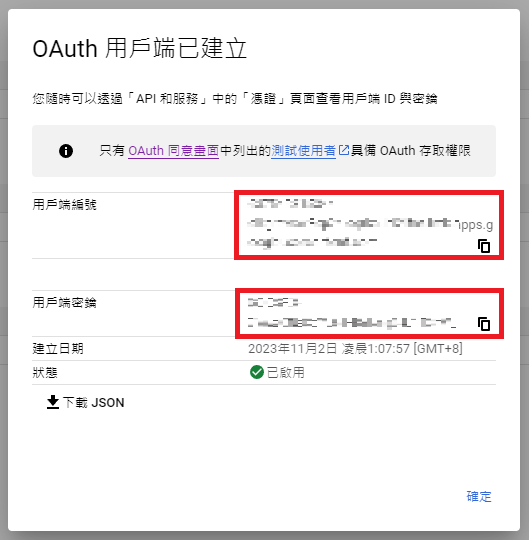 OAuth 用戶端已建立
您隨時可以透過「API 和服務」中的「憑證」頁面查看用戶端 ID 與密鑰
只有 OAuth 同意畫面中列出的測試使用者具備 OAuth 存取權限
用戶端編號
apps.g
用戶端密鑰
建立日期
2023年11月2日 凌晨1:07:57 [GMT+8]
狀態
已啟用
下載 JSON
確定